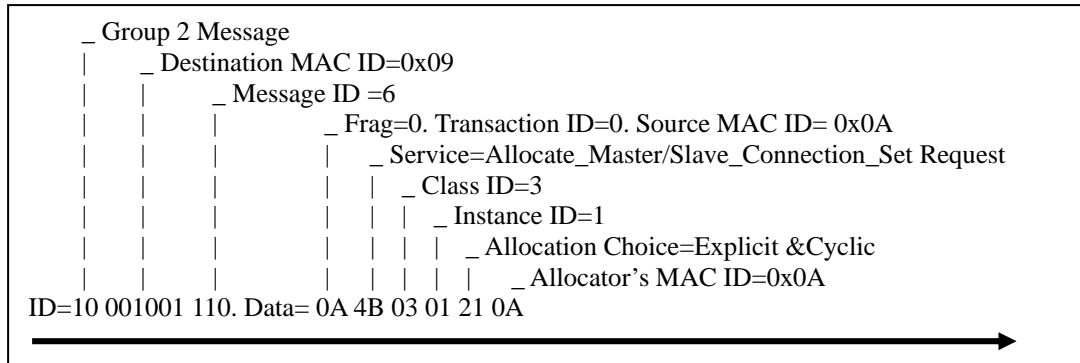 _ Group 2 Message
| _ Destination MAC ID=0x09
| | _ Message ID =6
| | | _ Frag=0. Transaction ID=0. Source MAC ID= 0x0A
| | | | _ Service=Allocate_Master/Slave_Connection_Set Request
| | | | | _ Class ID=3
| | | | | | _ Instance ID=1
| | | | | | | _ Allocation Choice=Explicit &Cyclic
| | | | | | | | _ Allocator’s MAC ID=0x0A
ID=10 001001 110. Data= 0A 4B 03 01 21 0A